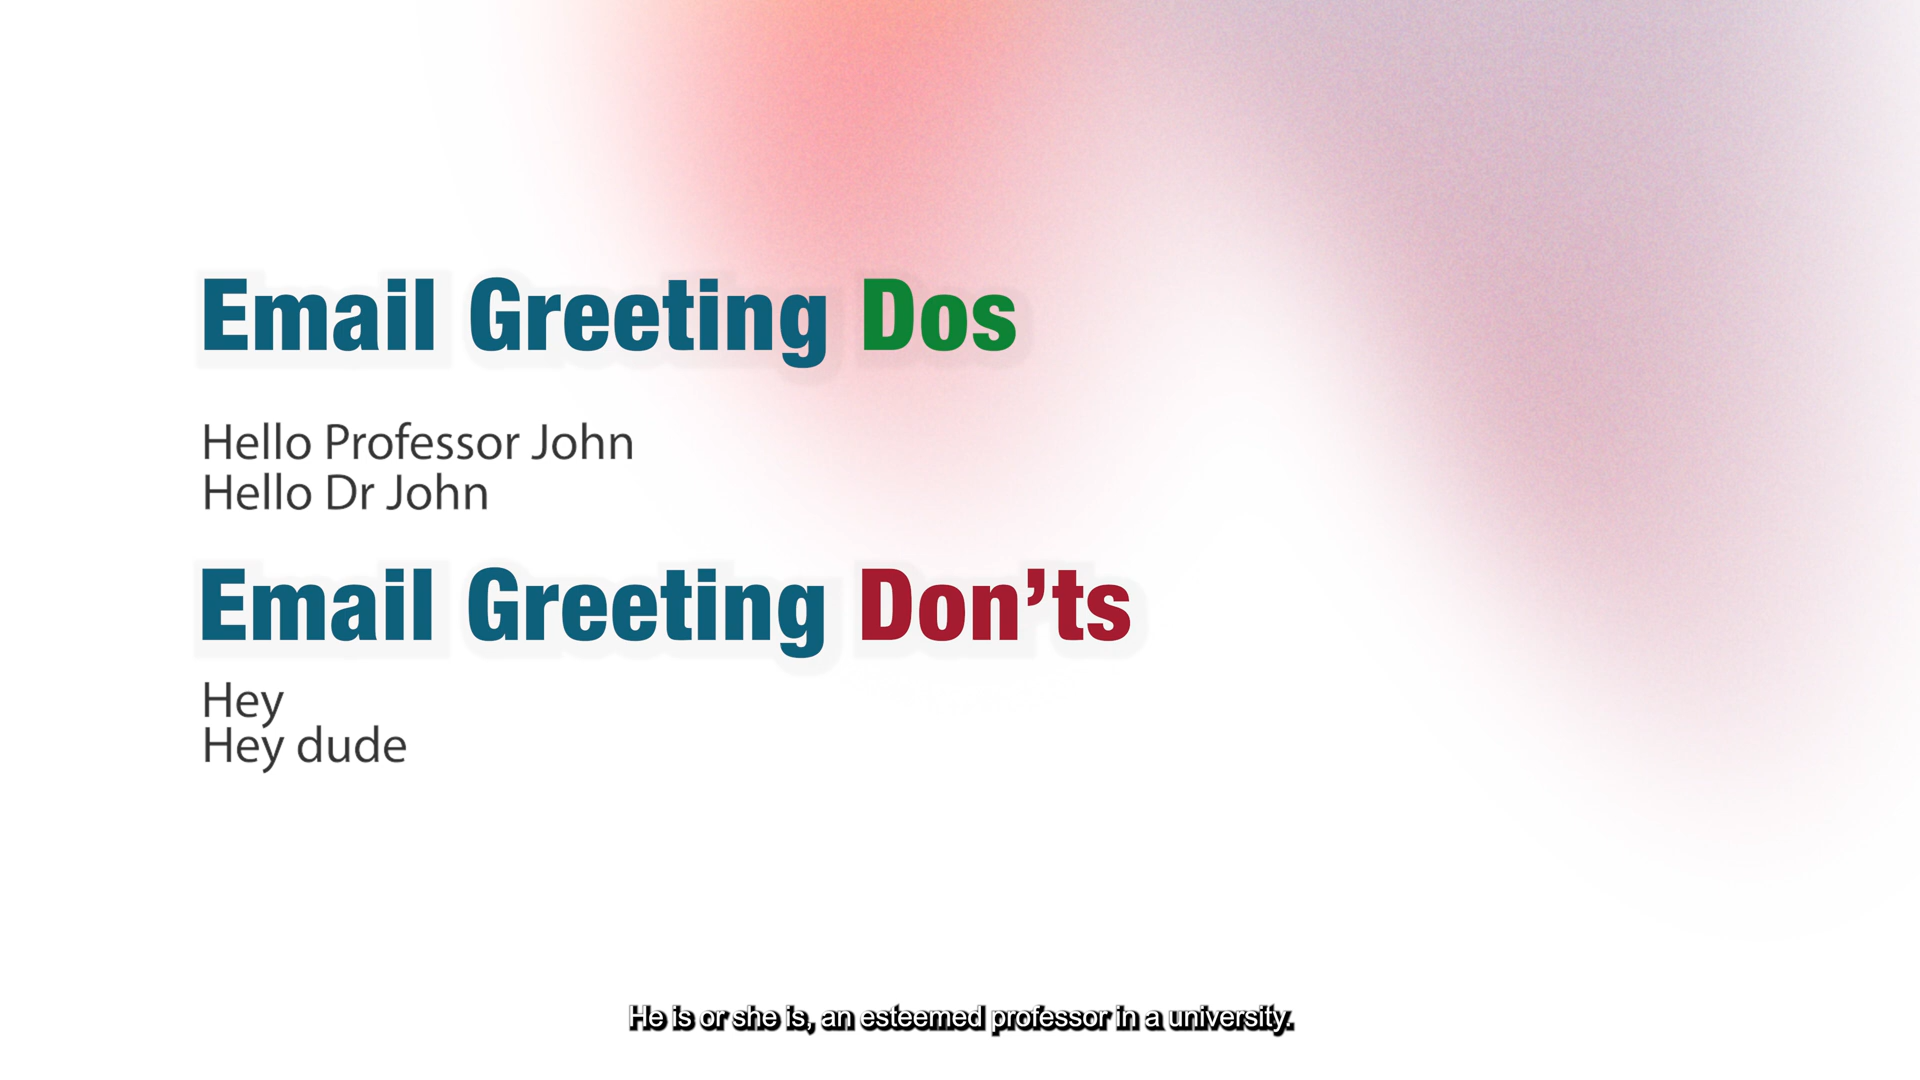 Email Greeting Dos
Hello Professor John
Hello Dr John
Email Greeting Don’ts
Hey
Hey dude
He is or she is, an esteemed professor in a university.